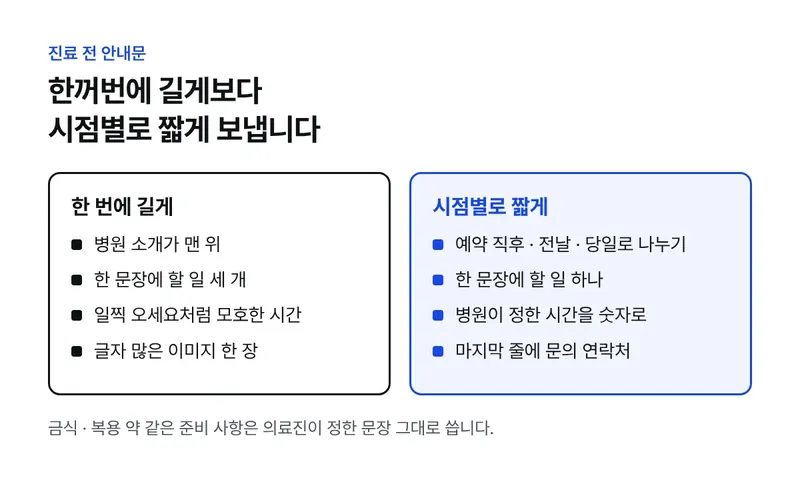 진료 전 안내문
한꺼번에 길게보다
시점별로 짧게 보냅니다
한 번에 길게
병원 소개가 맨 위
한 문장에 할 일 세 개
일찍 오세요처럼 모호한 시간
글자 많은 이미지 한 장
시점별로 짧게
예약 직후 · 전날 · 당일로 나누기
한 문장에 할 일 하나
병원이 정한 시간을 숫자로
마지막 줄에 문의 연락처
금식 · 복용 약 같은 준비 사항은 의료진이 정한 문장 그대로 씁니다.